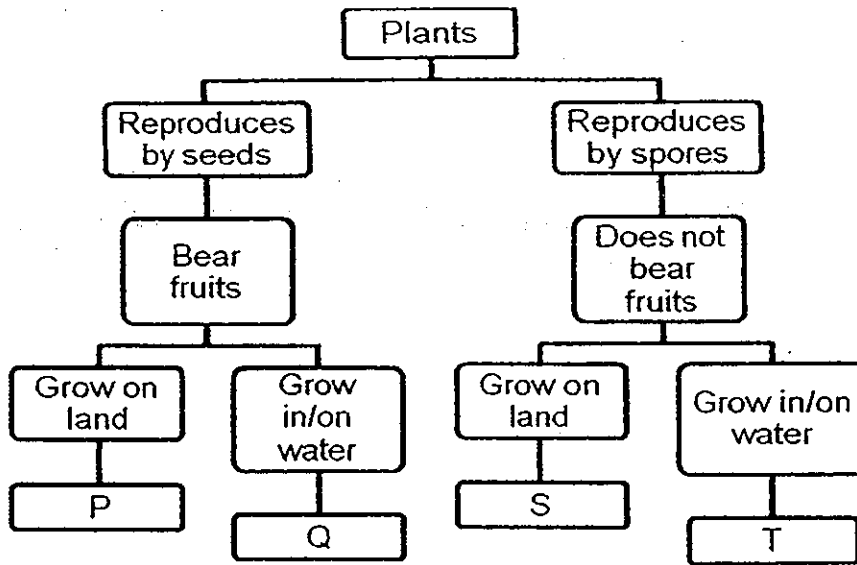 Plants
Reproduces
by seeds
Reproduces
by spores
Bear
fruits
Does not
bear
fruits
Grow on
land
Grow
in/on
water
Grow on
land
Grow in/on
water
P
Q
S
T